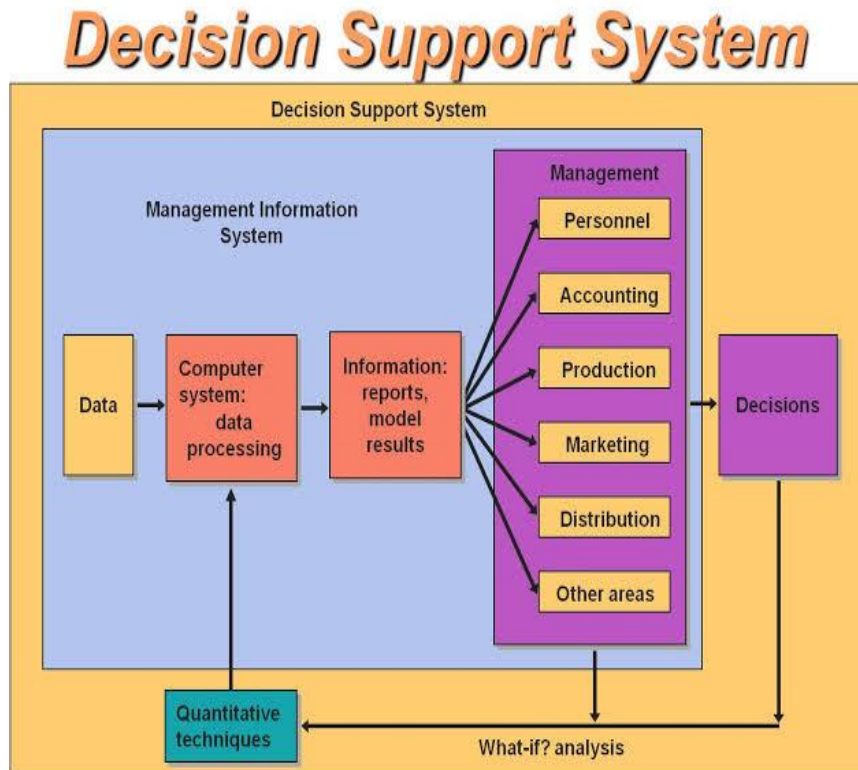 Decision Support System
Decision Support System
Management Information
System
Data
Computer
system:
data
processing
Information:
reports,
model
results
Management
Personnel
Accounting
Production
Marketing
Distribution
Other areas
Decisions
Quantitative
techniques
What-if? analysis